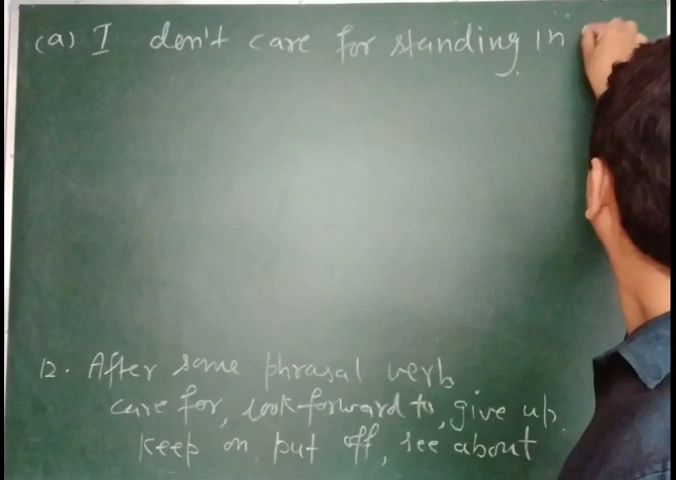 (a) I don't care for standing in
12. After some phrasal verb
care for, look forward to, give up.
keep on, put off, see about